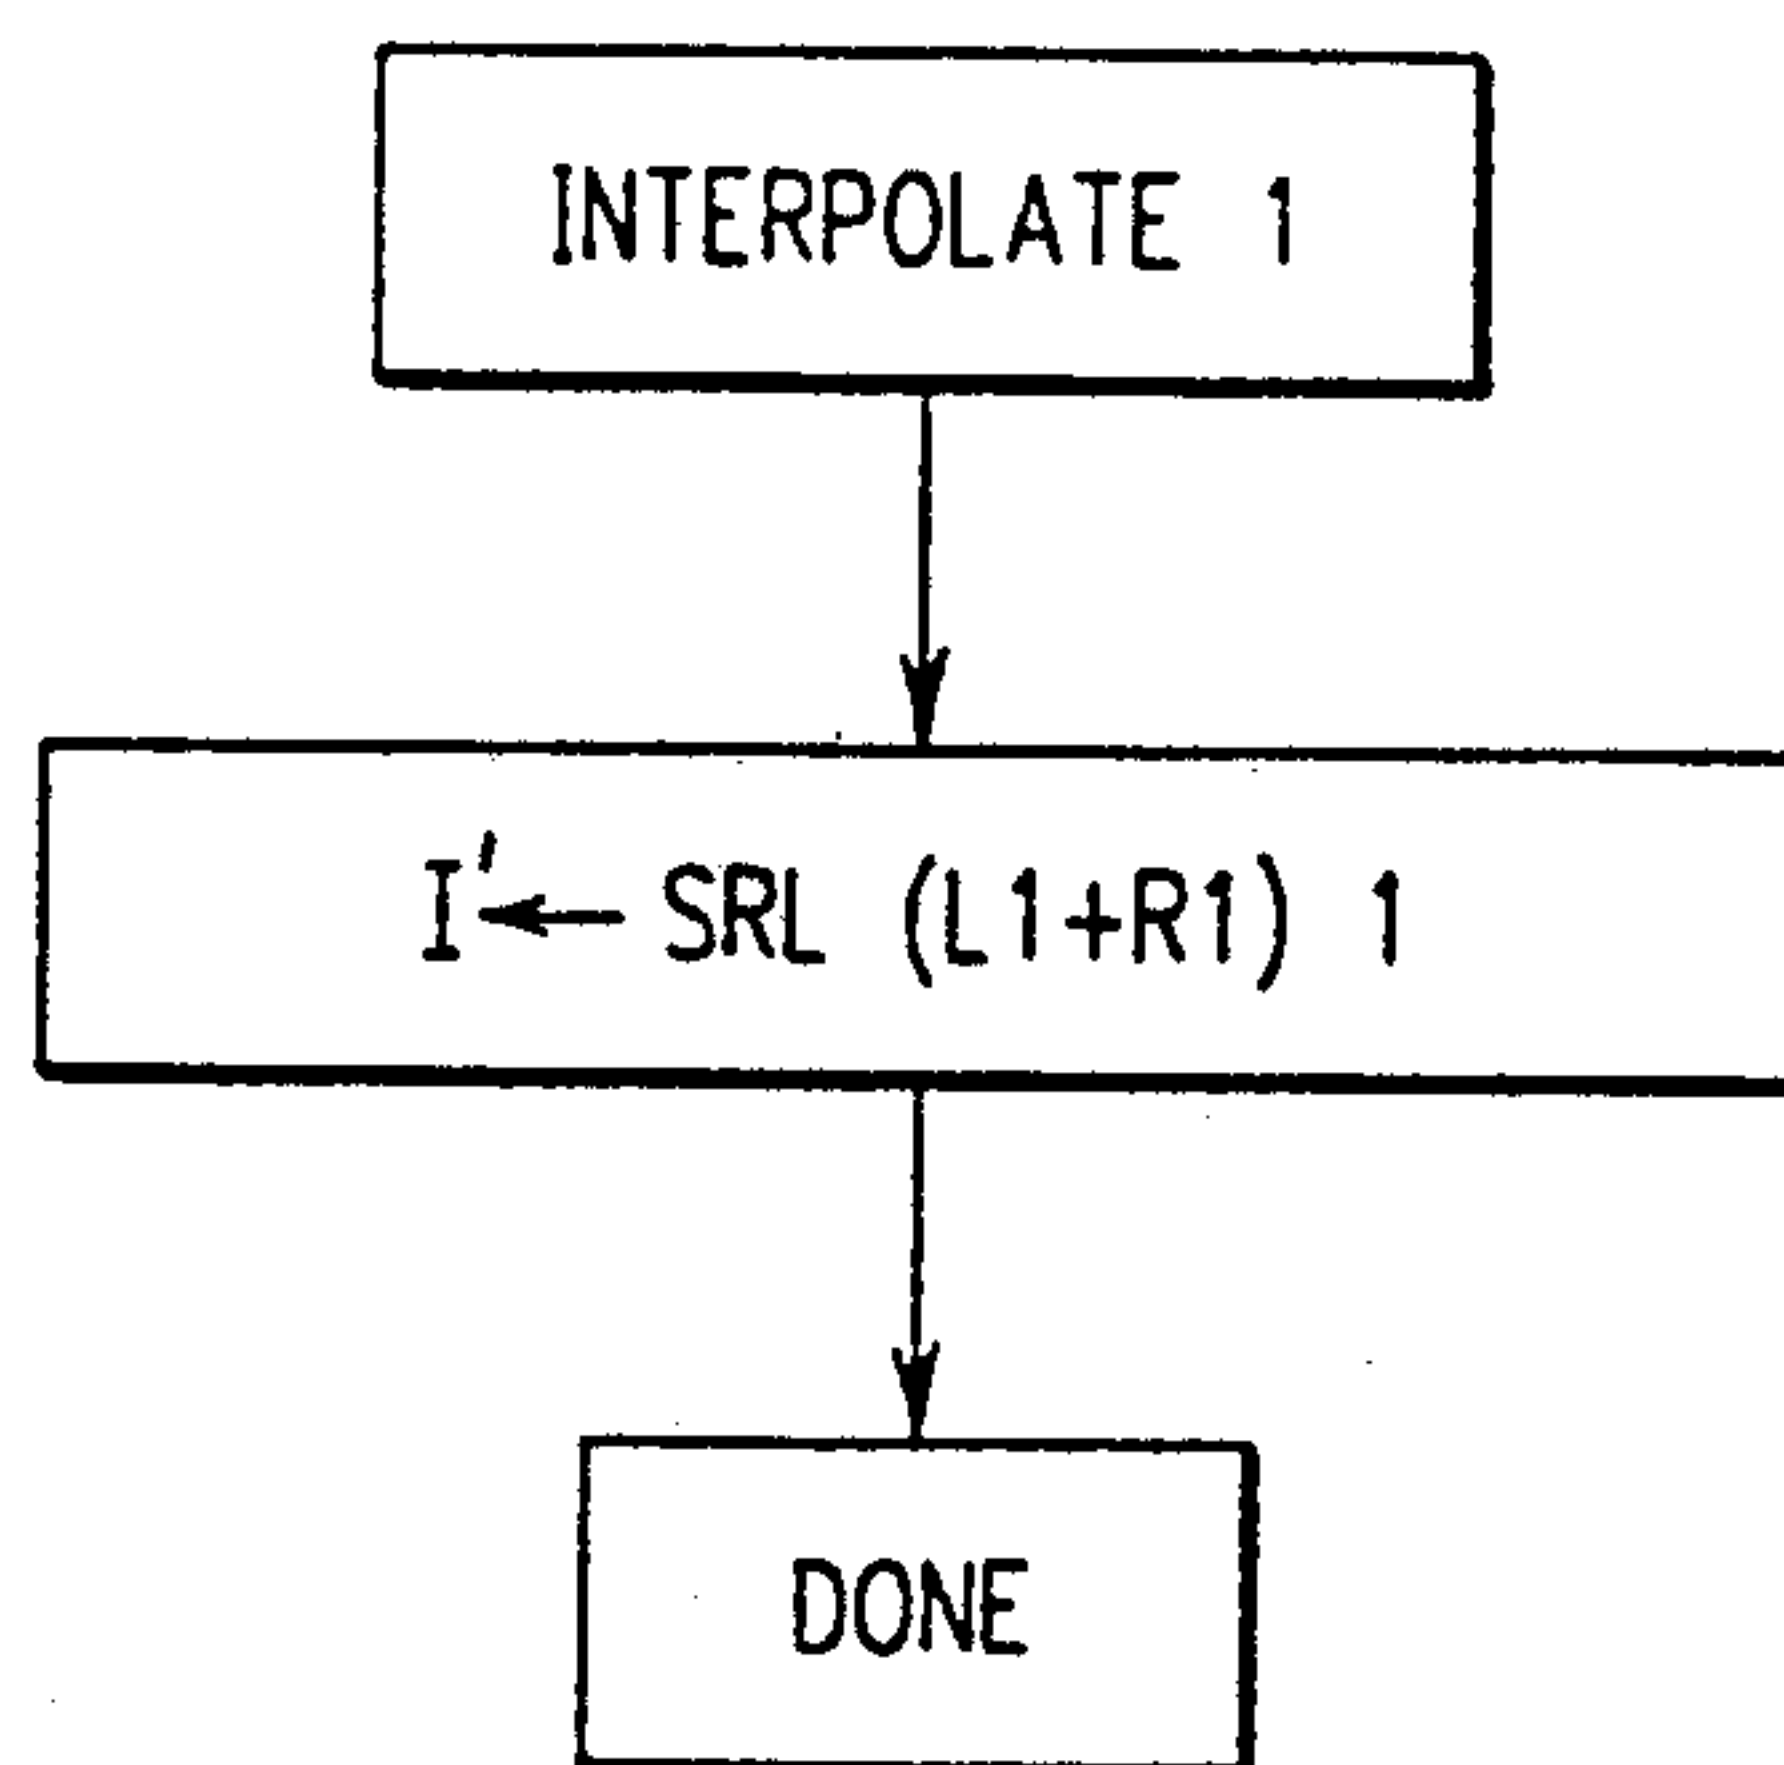 INTERPOLATE 1
I'← SRL (L1+R1) 1
DONE